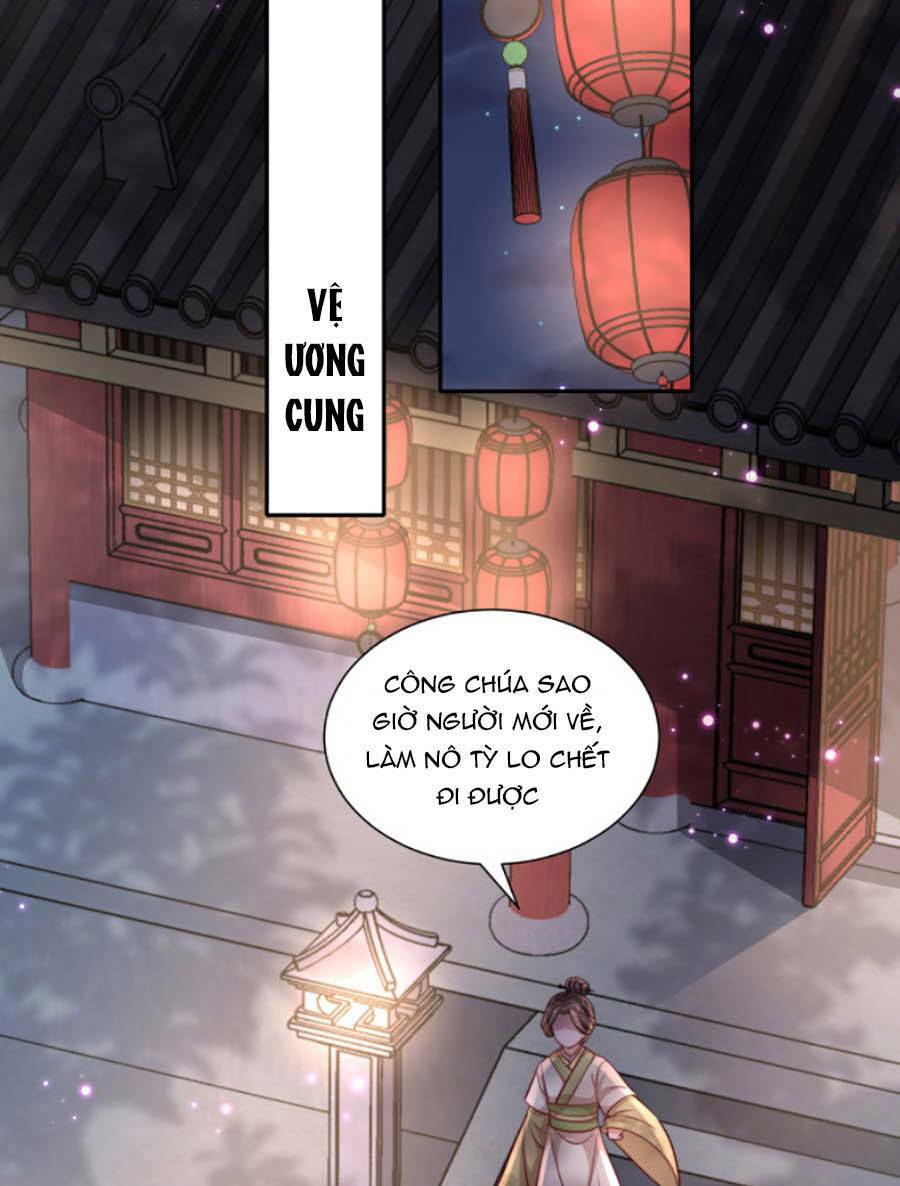 VỆ
ƯƠNG
CUNG
CÔNG CHÚA SAO
GIỜ NGƯỜI MỚI VỀ,
LÀM NÔ TỲ LO CHẾT
ĐI ĐƯỢC